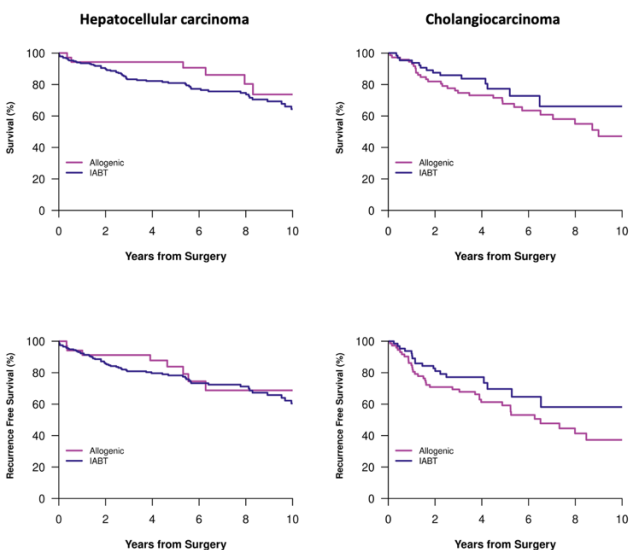 Hepatocellular carcinoma
Cholangiocarcinoma
Survival (%)
100
80
60
40
20
0
Allogenic
IABT
0 2 4 6 8 10
Years from Surgery
Survival (%)
100
80
60
40
20
0
Allogenic
IABT
0 2 4 6 8 10
Years from Surgery
Recurrence Free Survival (%)
100
80
60
40
20
0
Allogenic
IABT
0 2 4 6 8 10
Years from Surgery
Recurrence Free Survival (%)
100
80
60
40
20
0
Allogenic
IABT
0 2 4 6 8 10
Years from Surgery